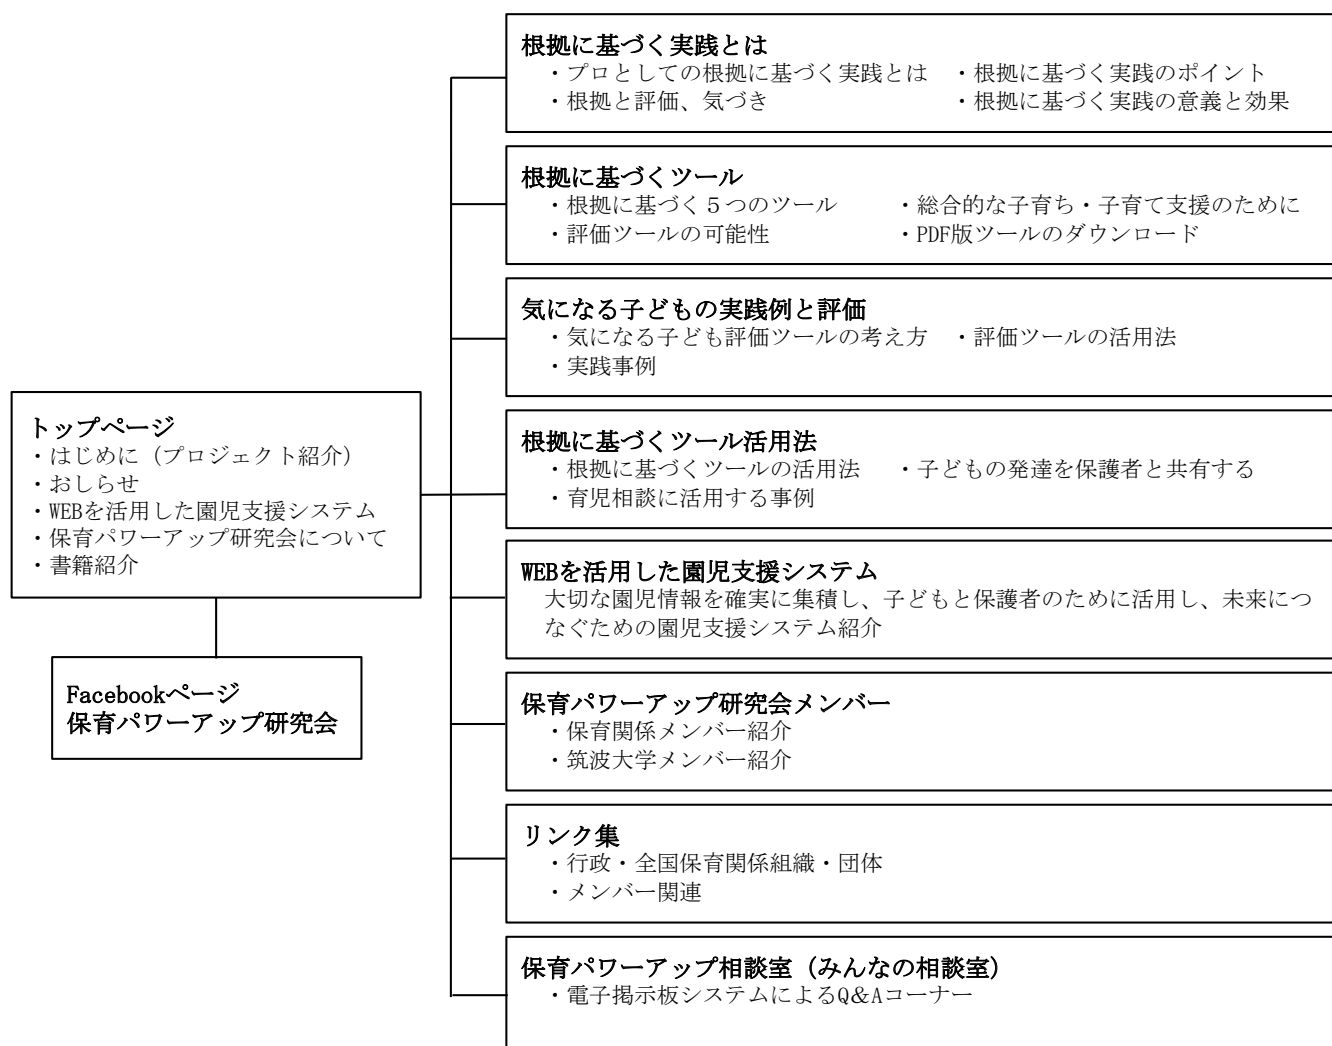 根拠に基づく実践とは
・プロとしての根拠に基づく実践とは ・根拠に基づく実践のポイント
・根拠と評価、気づき ・根拠に基づく実践の意義と効果
根拠に基づくツール
・根拠に基づく５つのツール ・総合的な子育ち・子育て支援のために
・評価ツールの可能性 ・PDF版ツールのダウンロード
気になる子どもの実践例と評価
・気になる子ども評価ツールの考え方 ・評価ツールの活用法
・実践事例
トップページ
・はじめに（プロジェクト紹介）
・おしらせ
・WEBを活用した園児支援システム
・保育パワーアップ研究会について
・書籍紹介
Facebookページ
保育パワーアップ研究会
根拠に基づくツール活用法
・根拠に基づくツールの活用法 ・子どもの発達を保護者と共有する
・育児相談に活用する事例
WEBを活用した園児支援システム
大切な園児情報を確実に集積し、子どもと保護者のために活用し、未来につ
なぐための園児支援システム紹介
保育パワーアップ研究会メンバー
・保育関係メンバー紹介
・筑波大学メンバー紹介
リンク集
・行政・全国保育関係組織・団体
・メンバー関連
保育パワーアップ相談室（みんなの相談室）
・電子掲示板システムによるQ&Aコーナー